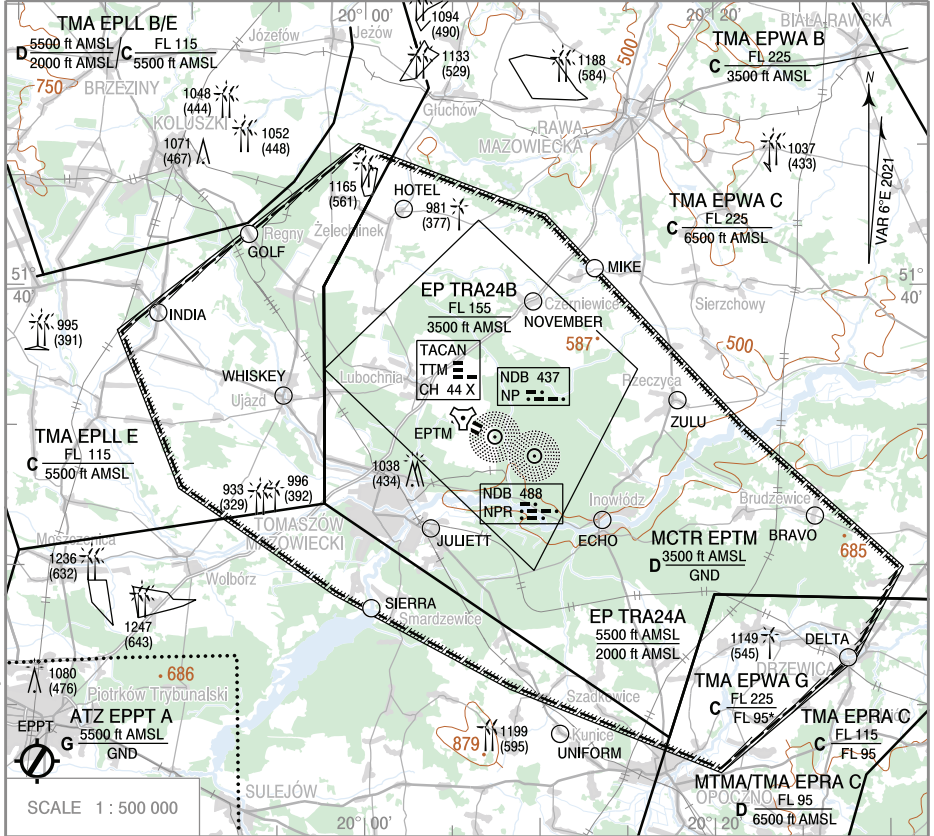 TMA EPLL B/E
D 5500 ft AMSL C FL 115
2000 ft AMSL 5500 ft AMSL
20° 00'
20° 20'
Józefów
Jeżów
1094
(490)
1133
(529)
500
1188
(584)
BIAŁA-RAWSKA
TMA EPWA B
C FL 225
3500 ft AMSL
750
BRZEZINY
1048
(444)
KOLUSZKI
1052
(448)
1071
(467)
Głuchów
RAWA
MAZOWIECKA
N
1037
(433)
VAR 6°E 2021
1165
(561)
HOTEL
981
(377)
Żelechlinek
Regny
GOLF
TMA EPWA C
C FL 225
6500 ft AMSL
MIKE
51°
40'
51°
40'
EP TRA24B
FL 155
3500 ft AMSL
Czerniewice
NOVEMBER
Sierzchowy
INDIA
995
(391)
587
500
TACAN
TTM
CH 44 X
NDB 437
NP
WHISKEY
Ujazd
Lubochnia
Rzeczyca
ZULU
EPTM
TMA EPLL E
C FL 115
5500 ft AMSL
1038
(434)
933
(329)
996
(392)
NDB 488
NPR
Inowłódz
Brudzewice
TOMASZÓW
MAZOWIECKI
JULIETT
ECHO
MCTR EPTM
D 3500 ft AMSL
GND
BRAVO
685
Moszczenica
1236
(632)
Wolbórz
1247
(643)
SIERRA
Smardzewice
EP TRA24A
5500 ft AMSL
2000 ft AMSL
1149
(545)
DELTA
DRZEWICA
1080
(476)
686
Piotrków Trybunalski
Szadkowice
TMA EPWA G
C FL 225
FL 95*
EPPT
ATZ EPPT A
G 5500 ft AMSL
GND
879
1199
(595)
Kunice
UNIFORM
TMA EPRA C
C FL 115
FL 95
MTMA/TMA EPRA C
OPOCZNO
D FL 95
6500 ft AMSL
SCALE 1 : 500 000
SULEJÓW
20° 00'
20° 20'